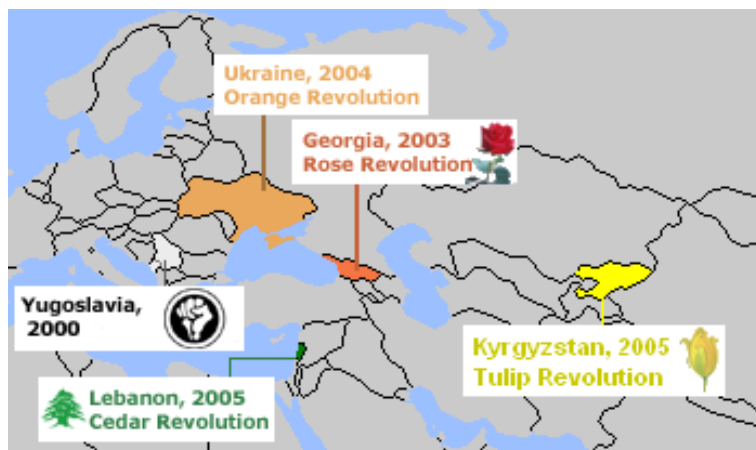 Ukraine, 2004
Orange Revolution
Georgia, 2003
Rose Revolution
Yugoslavia,
2000
Kyrgyzstan, 2005
Tulip Revolution
Lebanon, 2005
Cedar Revolution